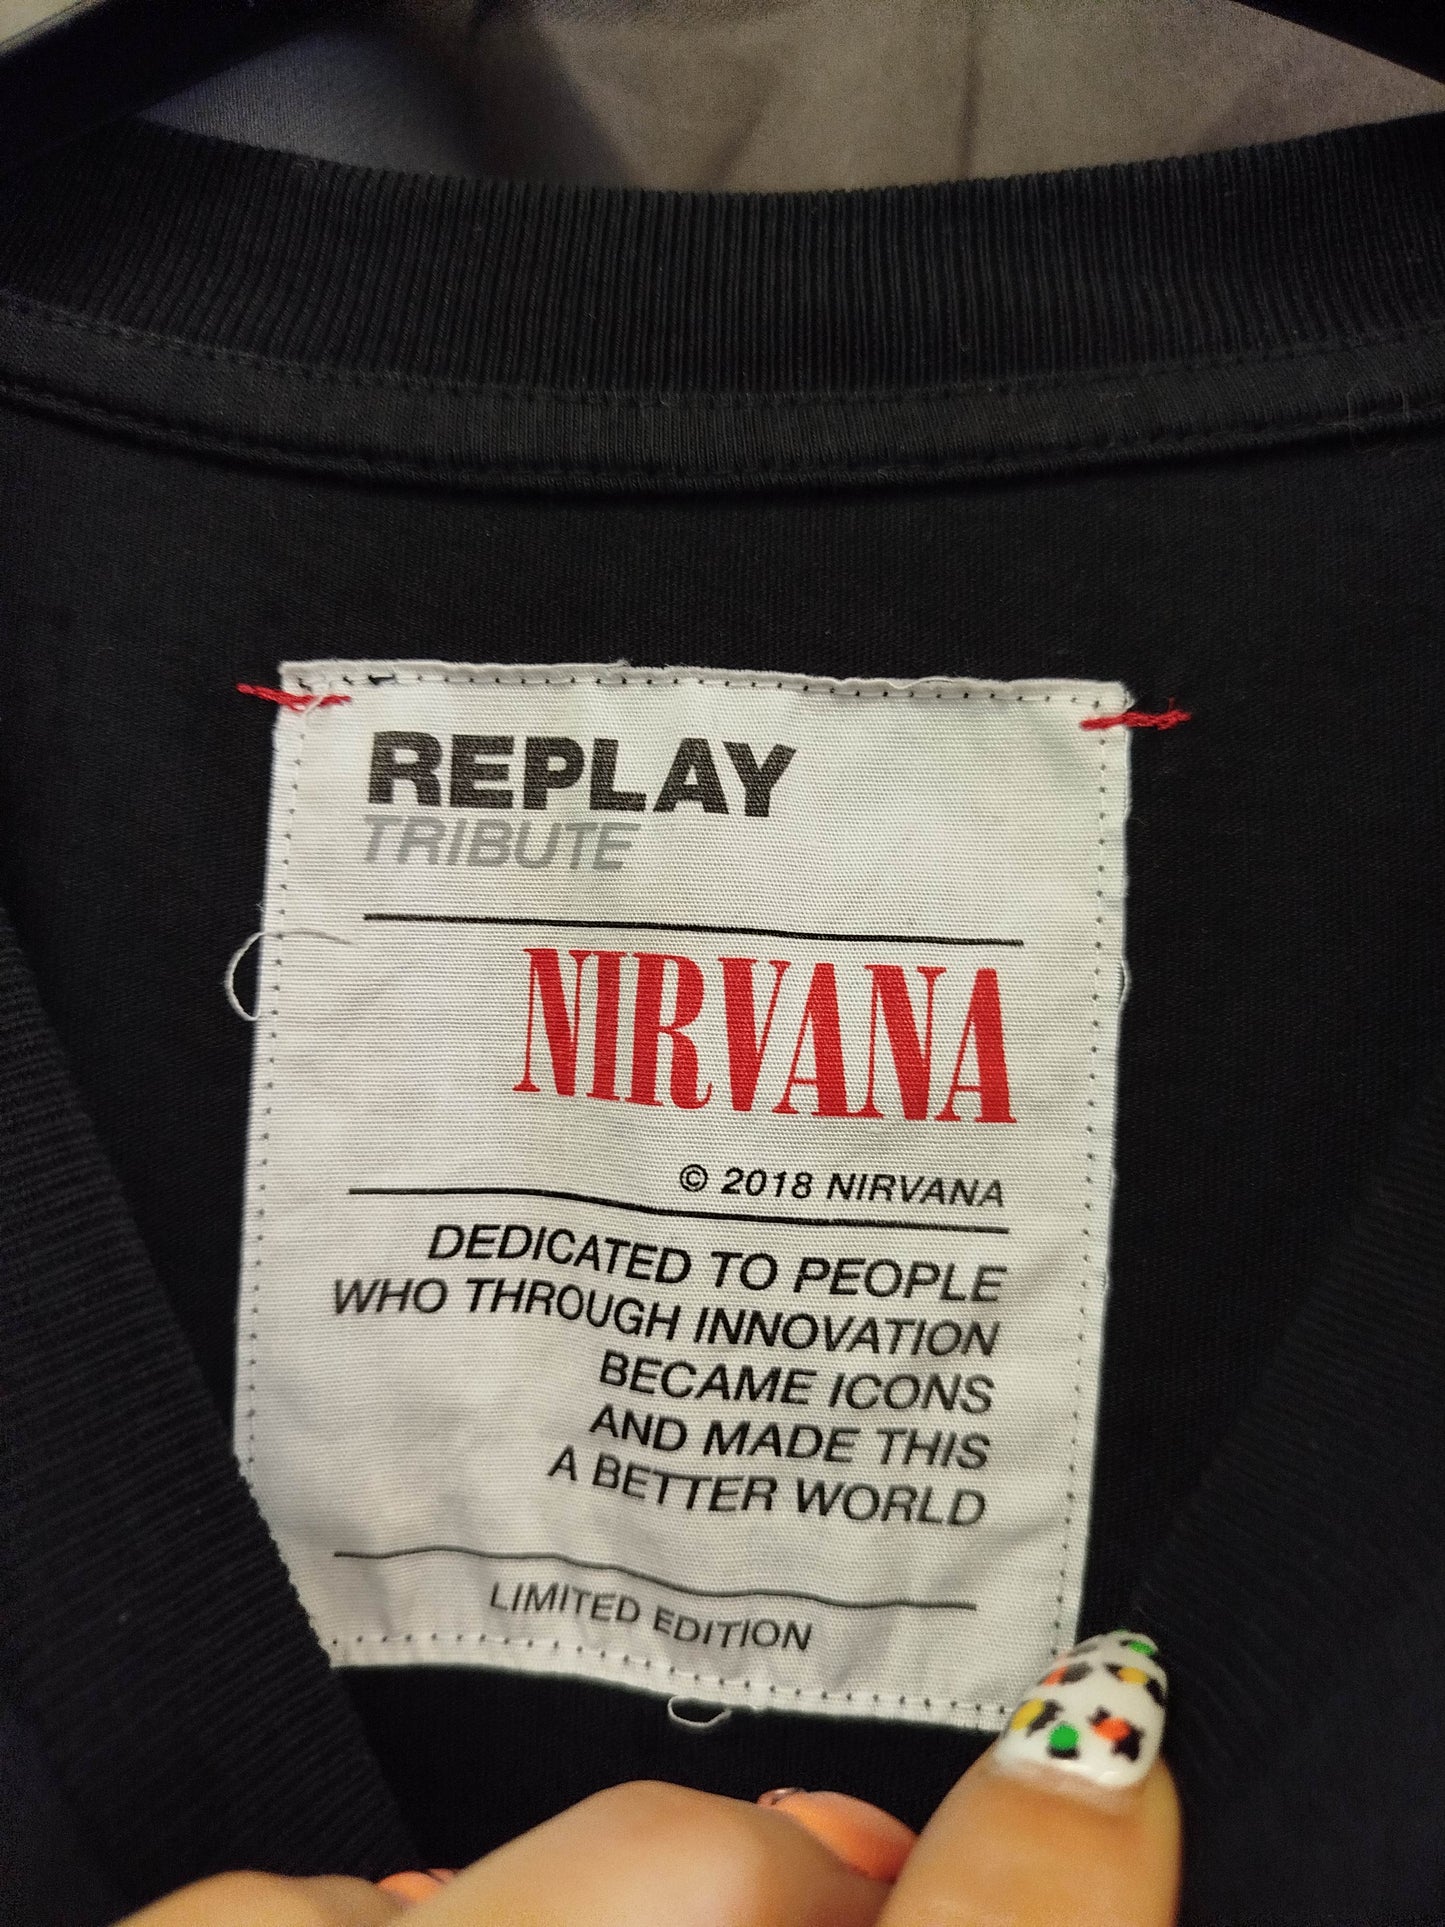 REPLAY
TRIBUTE
NIRVANA
© 2018 NIRVANA
DEDICATED TO PEOPLE
WHO THROUGH INNOVATION
BECAME ICONS
AND MADE THIS
A BETTER WORLD
LIMITED EDITION